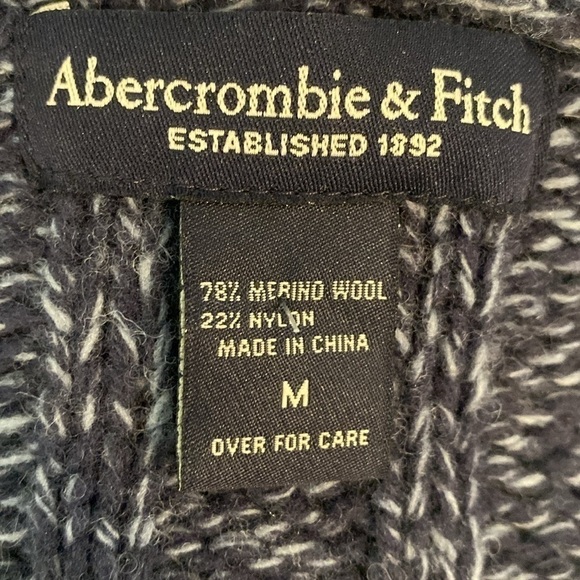 Abercrombie & Fitch
ESTABLISHED 1892
78% MERINO WOOL
22% NYLON
MADE IN CHINA
M
OVER FOR CARE